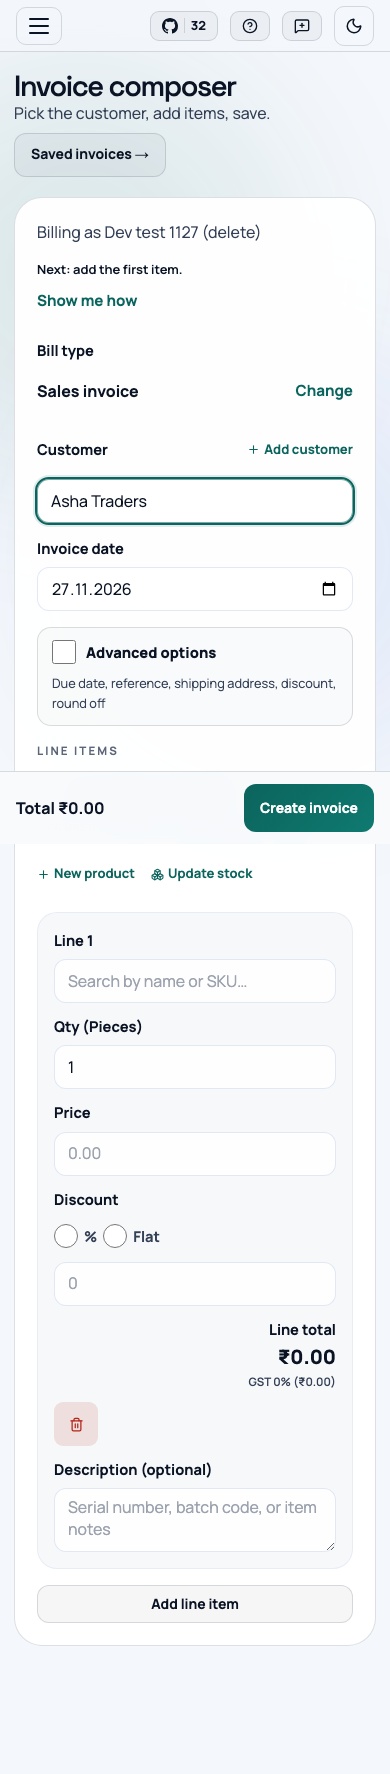 32
Invoice composer
Pick the customer, add items, save.
Saved invoices →
Billing as Dev test 1127 (delete)
Next: add the first item.
Show me how
Bill type
Sales invoice
Change
Customer
+ Add customer
Asha Traders
Invoice date
27.11.2026
Advanced options
Due date, reference, shipping address, discount,
round off
LINE ITEMS
Total ₹0.00
Create invoice
+ New product
Update stock
Line 1
Search by name or SKU...
Qty (Pieces)
1
Price
0.00
Discount
%
Flat
0
Line total
₹0.00
GST 0% (₹0.00)
Description (optional)
Serial number, batch code, or item
notes
Add line item